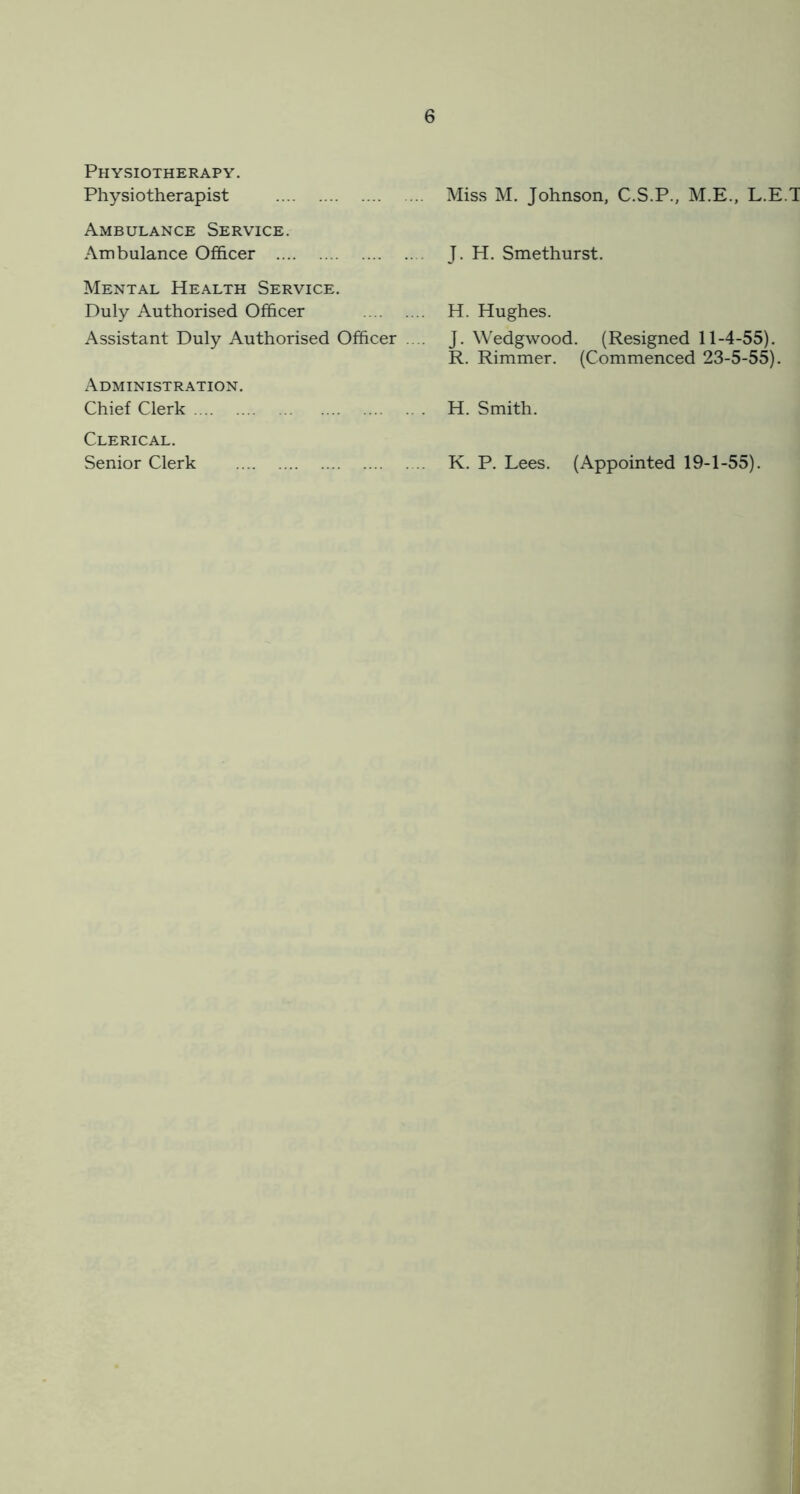 6
PHYSIOTHERAPY.
Physiotherapist .... .... .... .... Miss M. Johnson, C.S.P., M.E., L.E.T
AMBULANCE SERVICE.
Ambulance Officer .... .... .... .... J. H. Smethurst.
MENTAL HEALTH SERVICE.
Duly Authorised Officer .... .... H. Hughes.
Assistant Duly Authorised Officer .... J. Wedgwood. (Resigned 11-4-55).
R. Rimmer. (Commenced 23-5-55).
ADMINISTRATION.
Chief Clerk .... .... .... .... .... .... H. Smith.
CLERICAL.
Senior Clerk .... .... .... .... .... K. P. Lees. (Appointed 19-1-55).